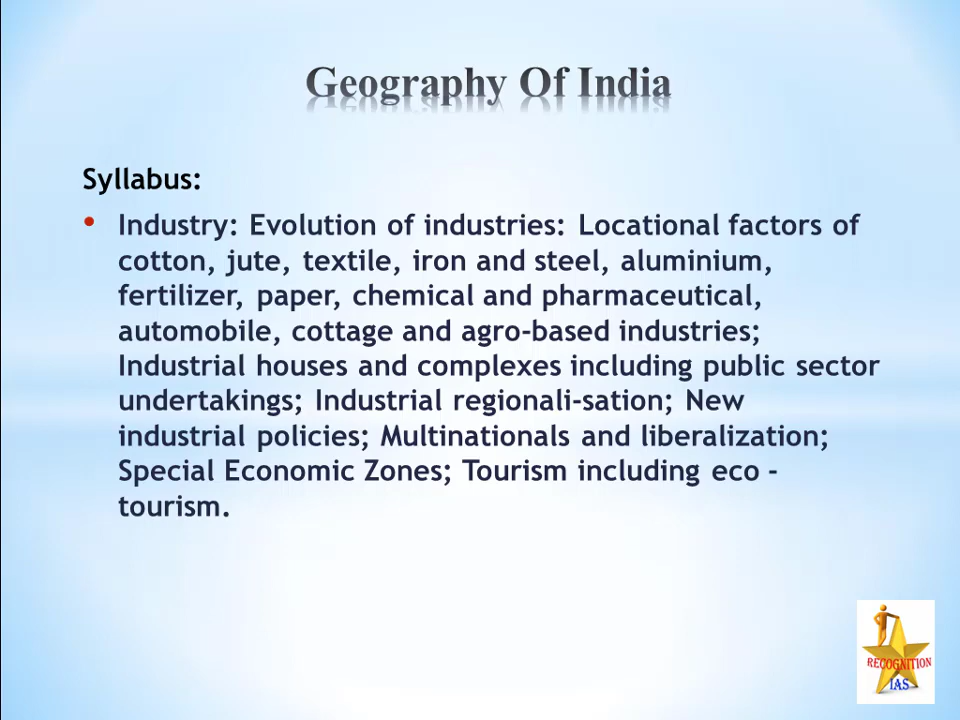 Geography Of India
Syllabus:
• Industry: Evolution of industries: Locational factors of
cotton, jute, textile, iron and steel, aluminium,
fertilizer, paper, chemical and pharmaceutical,
automobile, cottage and agro-based industries;
Industrial houses and complexes including public sector
undertakings; Industrial regionali-sation; New
industrial policies; Multinationals and liberalization;
Special Economic Zones; Tourism including eco -
tourism.
RECOGNITION
IAS